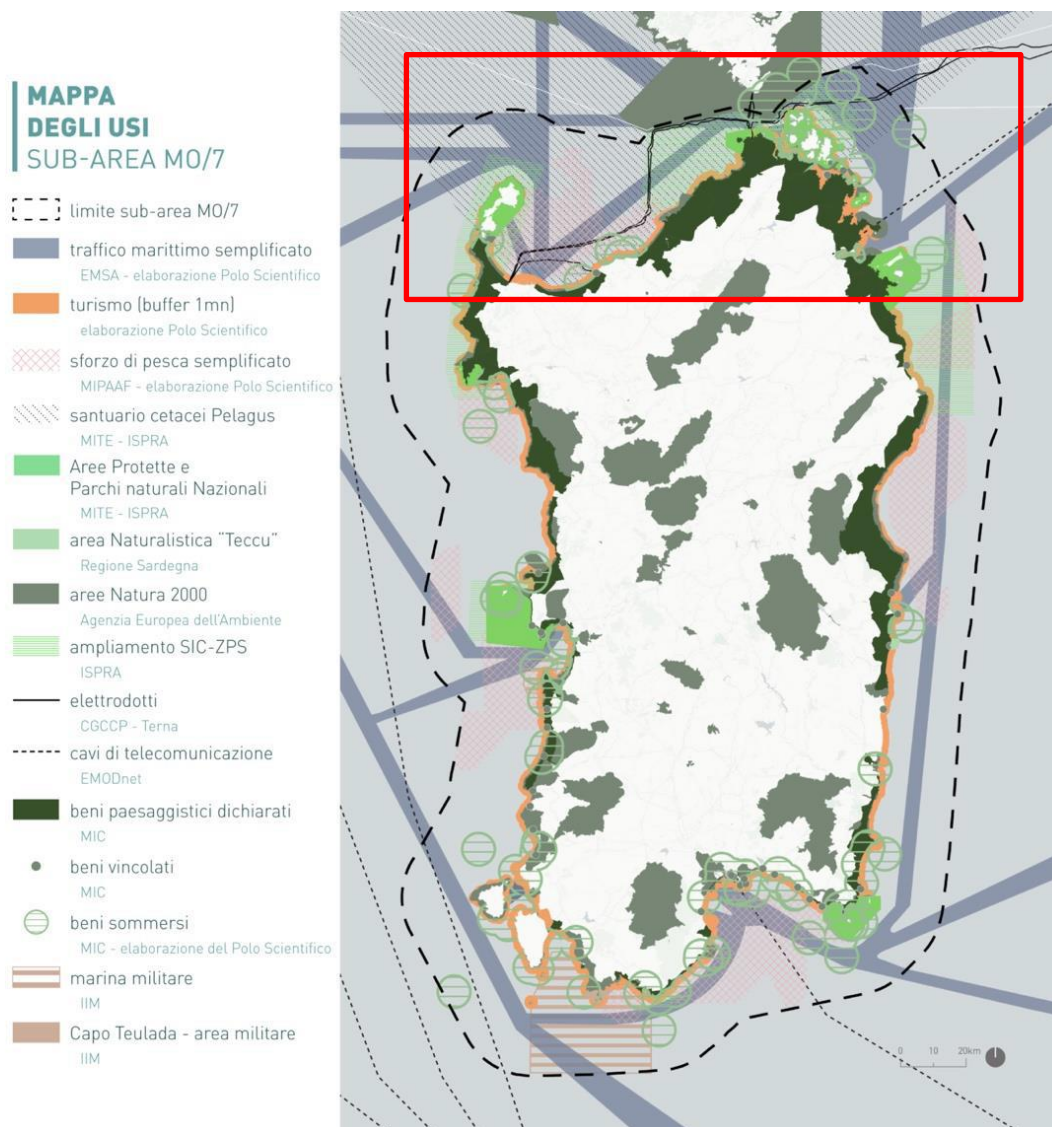 MAPPA
DEGLI USI
SUB-AREA MO/7
limite sub-area MO/7
traffico marittimo semplificato
EMSA - elaborazione Polo Scientifico
turismo (buffer 1mn)
elaborazione Polo Scientifico
sforzo di pesca semplificato
MIPAAF - elaborazione Polo Scientifico
santuario cetacei Pelagus
MITE - ISPRA
Aree Protette e
Parchi naturali Nazionali
MITE - ISPRA
area Naturalistica "Teccu"
Regione Sardegna
aree Natura 2000
Agenzia Europea dell'Ambiente
ampliamento SIC-ZPS
ISPRA
elettrodotti
CGCCP - Terna
cavi di telecomunicazione
EMODnet
beni paesaggistici dichiarati
MIC
beni vincolati
MIC
beni sommersi
MIC - elaborazione del Polo Scientifico
marina militare
IIM
Capo Teulada - area militare
IIM
0 10 20km